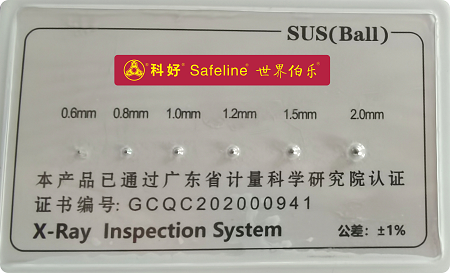 SUS(Ball)
科好® Safeline® 世界伯乐®
0.6mm 0.8mm 1.0mm 1.2mm 1.5mm 2.0mm
本产品已通过广东省计量科学研究院认证
证书编号: GCQC202000941
X-Ray Inspection System 公差: ±1%